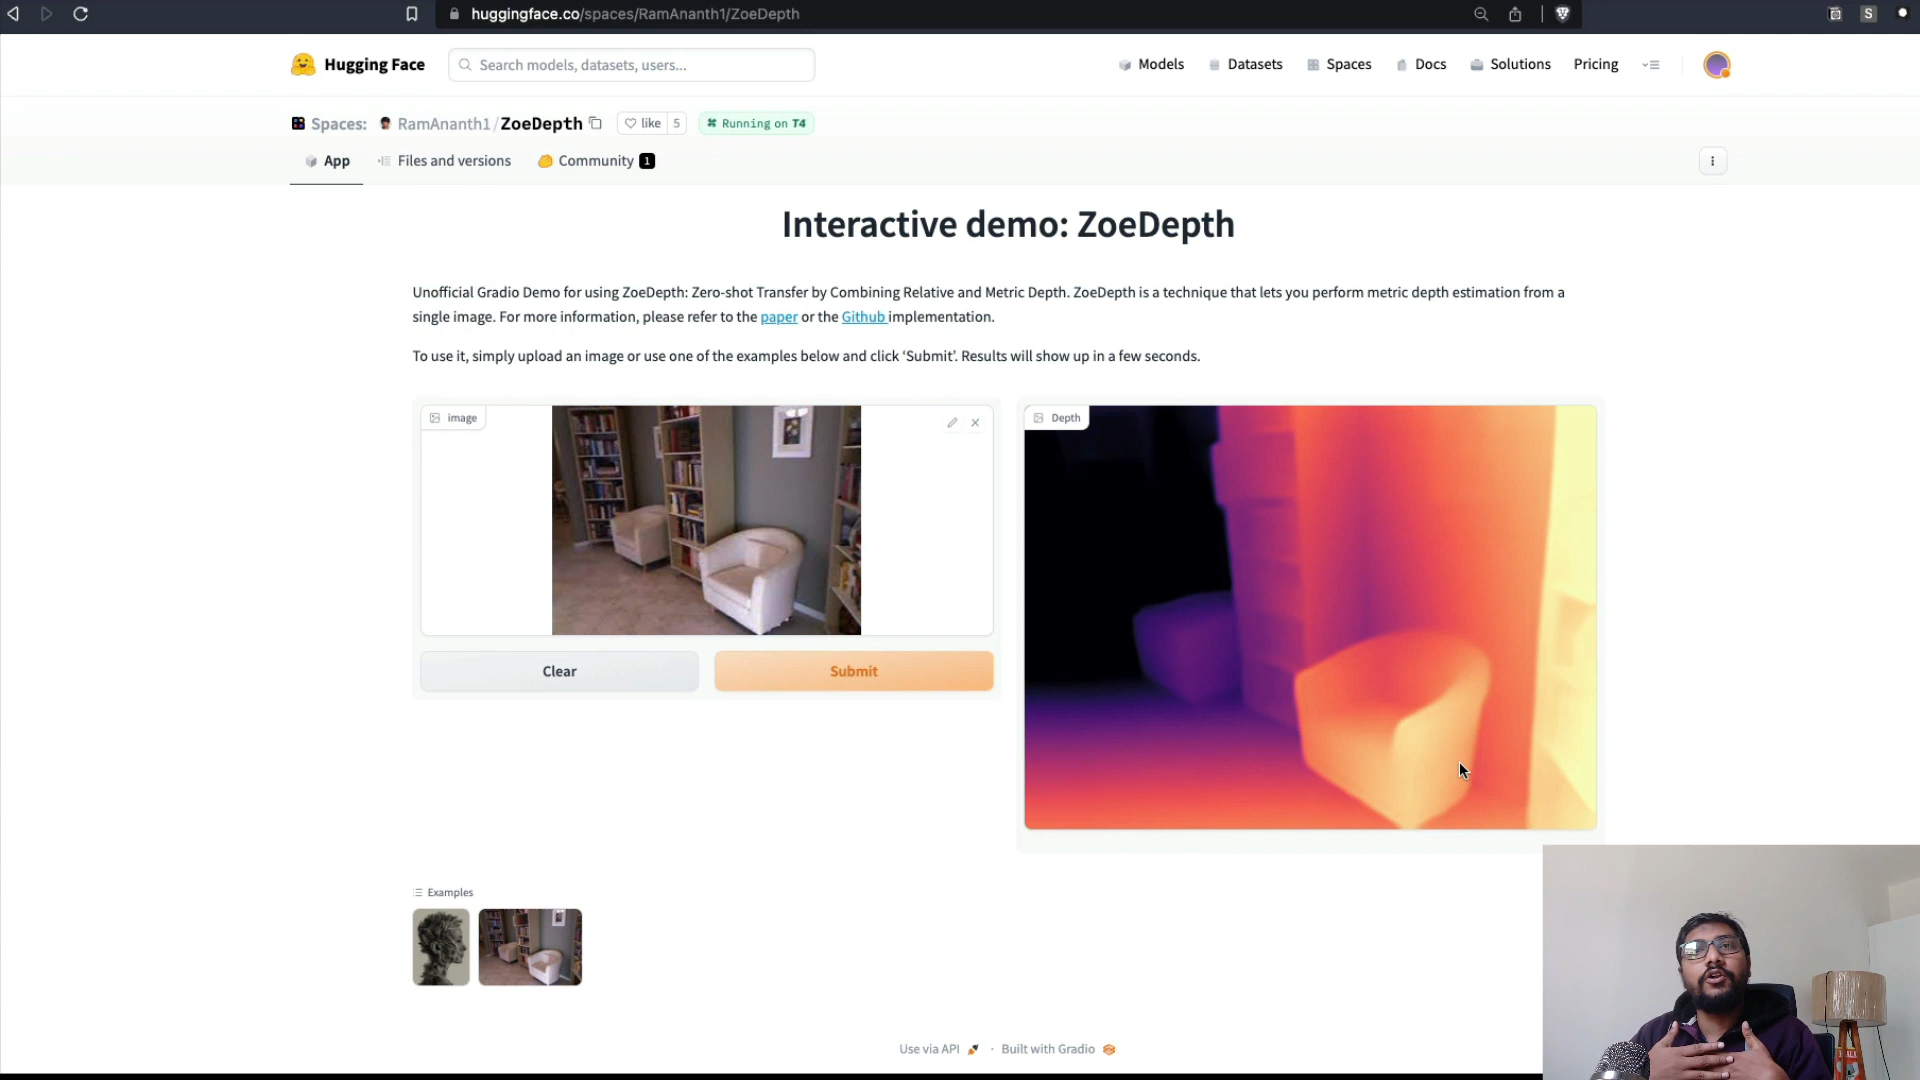 huggingface.co/spaces/RamAnanth1/ZoeDepth
S
Hugging Face
Search models, datasets, users...
Models
Datasets
Spaces
Docs
Solutions
Pricing
Spaces:
RamAnanth1/ZoeDepth
like
5
Running on T4
App
Files and versions
Community
1
Interactive demo: ZoeDepth
Unofficial Gradio Demo for using ZoeDepth: Zero-shot Transfer by Combining Relative and Metric Depth. ZoeDepth is a technique that lets you perform metric depth estimation from a
single image. For more information, please refer to the paper or the Github implementation.
To use it, simply upload an image or use one of the examples below and click ‘Submit’. Results will show up in a few seconds.
image
Depth
Clear
Submit
Examples
Use via API · Built with Gradio